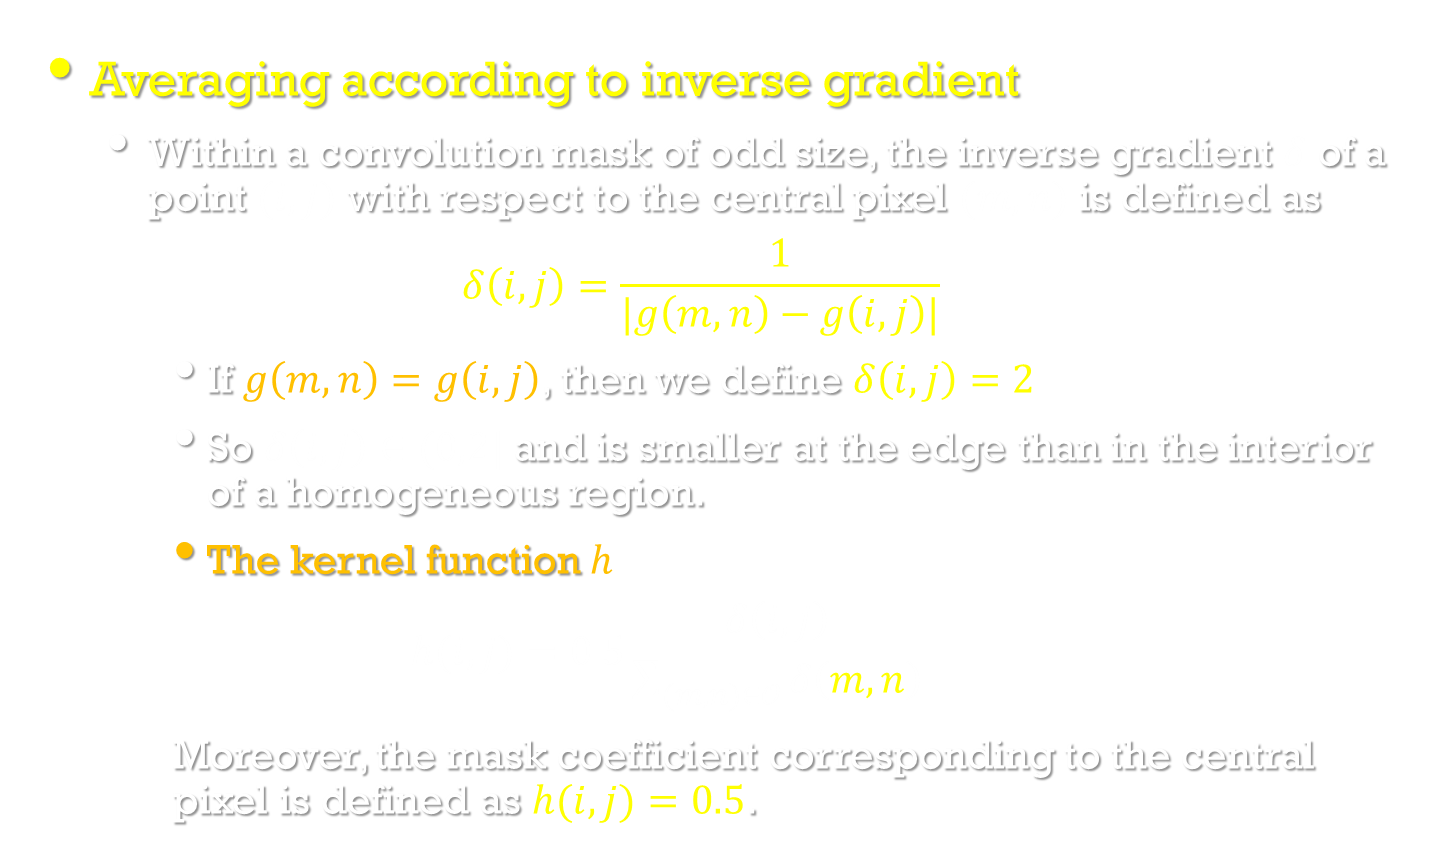 • Averaging according to inverse gradient
• Within a convolution mask of odd size, the inverse gradient of a
point with respect to the central pixel is defined as
δ(i, j) = 1 / |g(m, n) − g(i, j)|
• If g(m, n) = g(i, j), then we define δ(i, j) = 2
• So and is smaller at the edge than in the interior
of a homogeneous region.
• The kernel function h
m, n
Moreover, the mask coefficient corresponding to the central
pixel is defined as h(i, j) = 0.5.